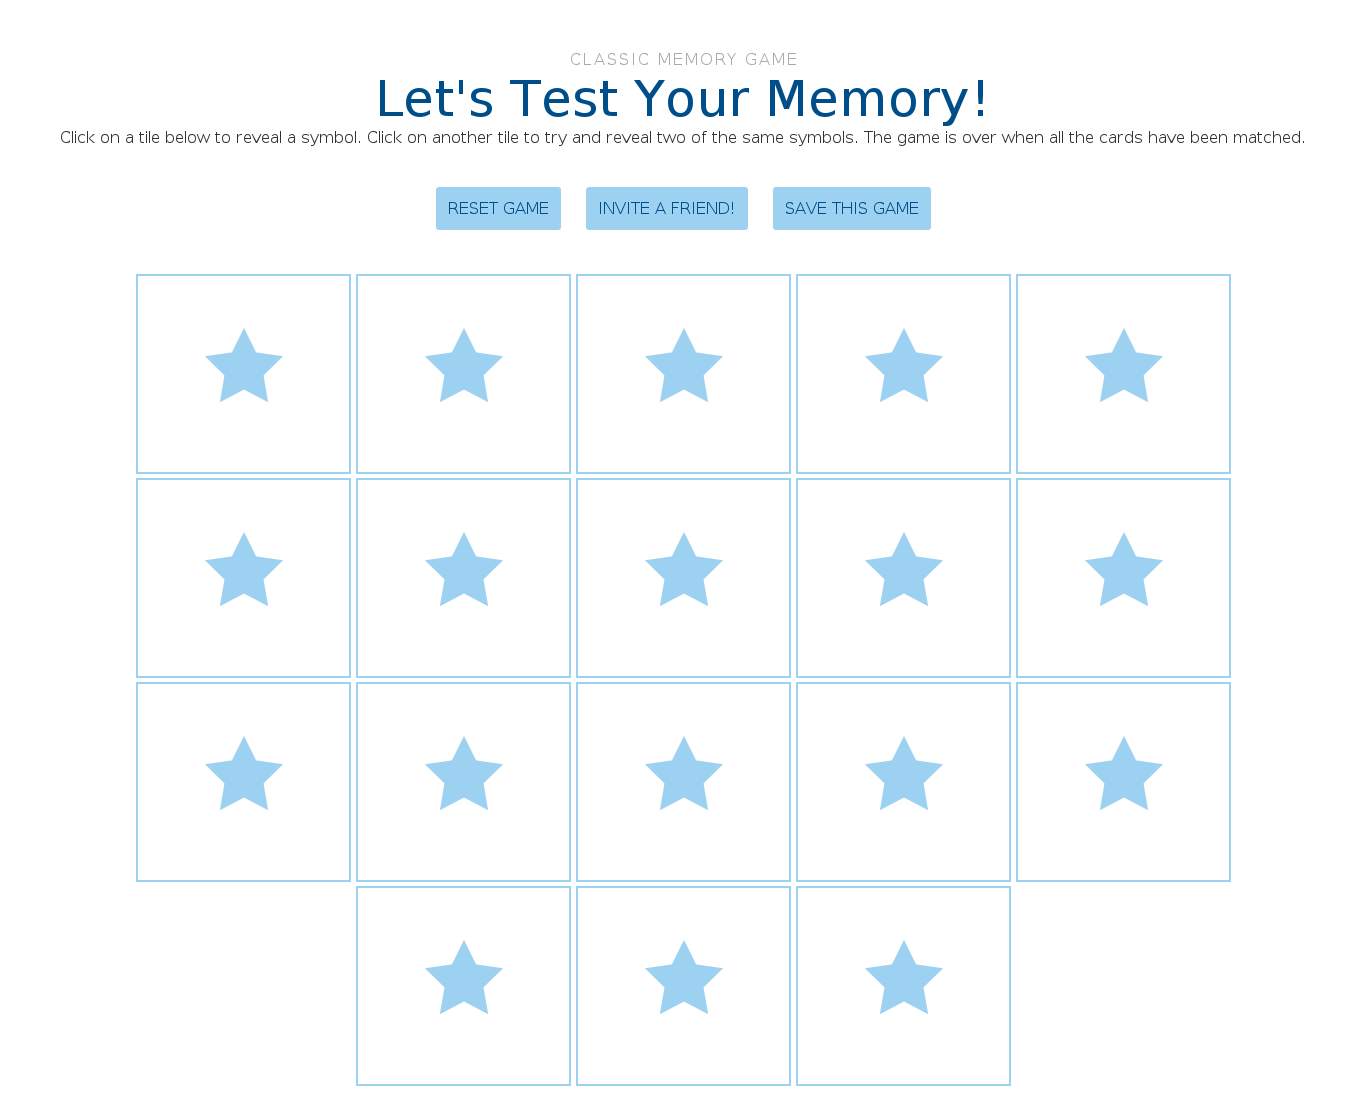 CLASSIC MEMORY GAME
Let's Test Your Memory!
Click on a tile below to reveal a symbol. Click on another tile to try and reveal two of the same symbols. The game is over when all the cards have been matched.
RESET GAME
INVITE A FRIEND!
SAVE THIS GAME